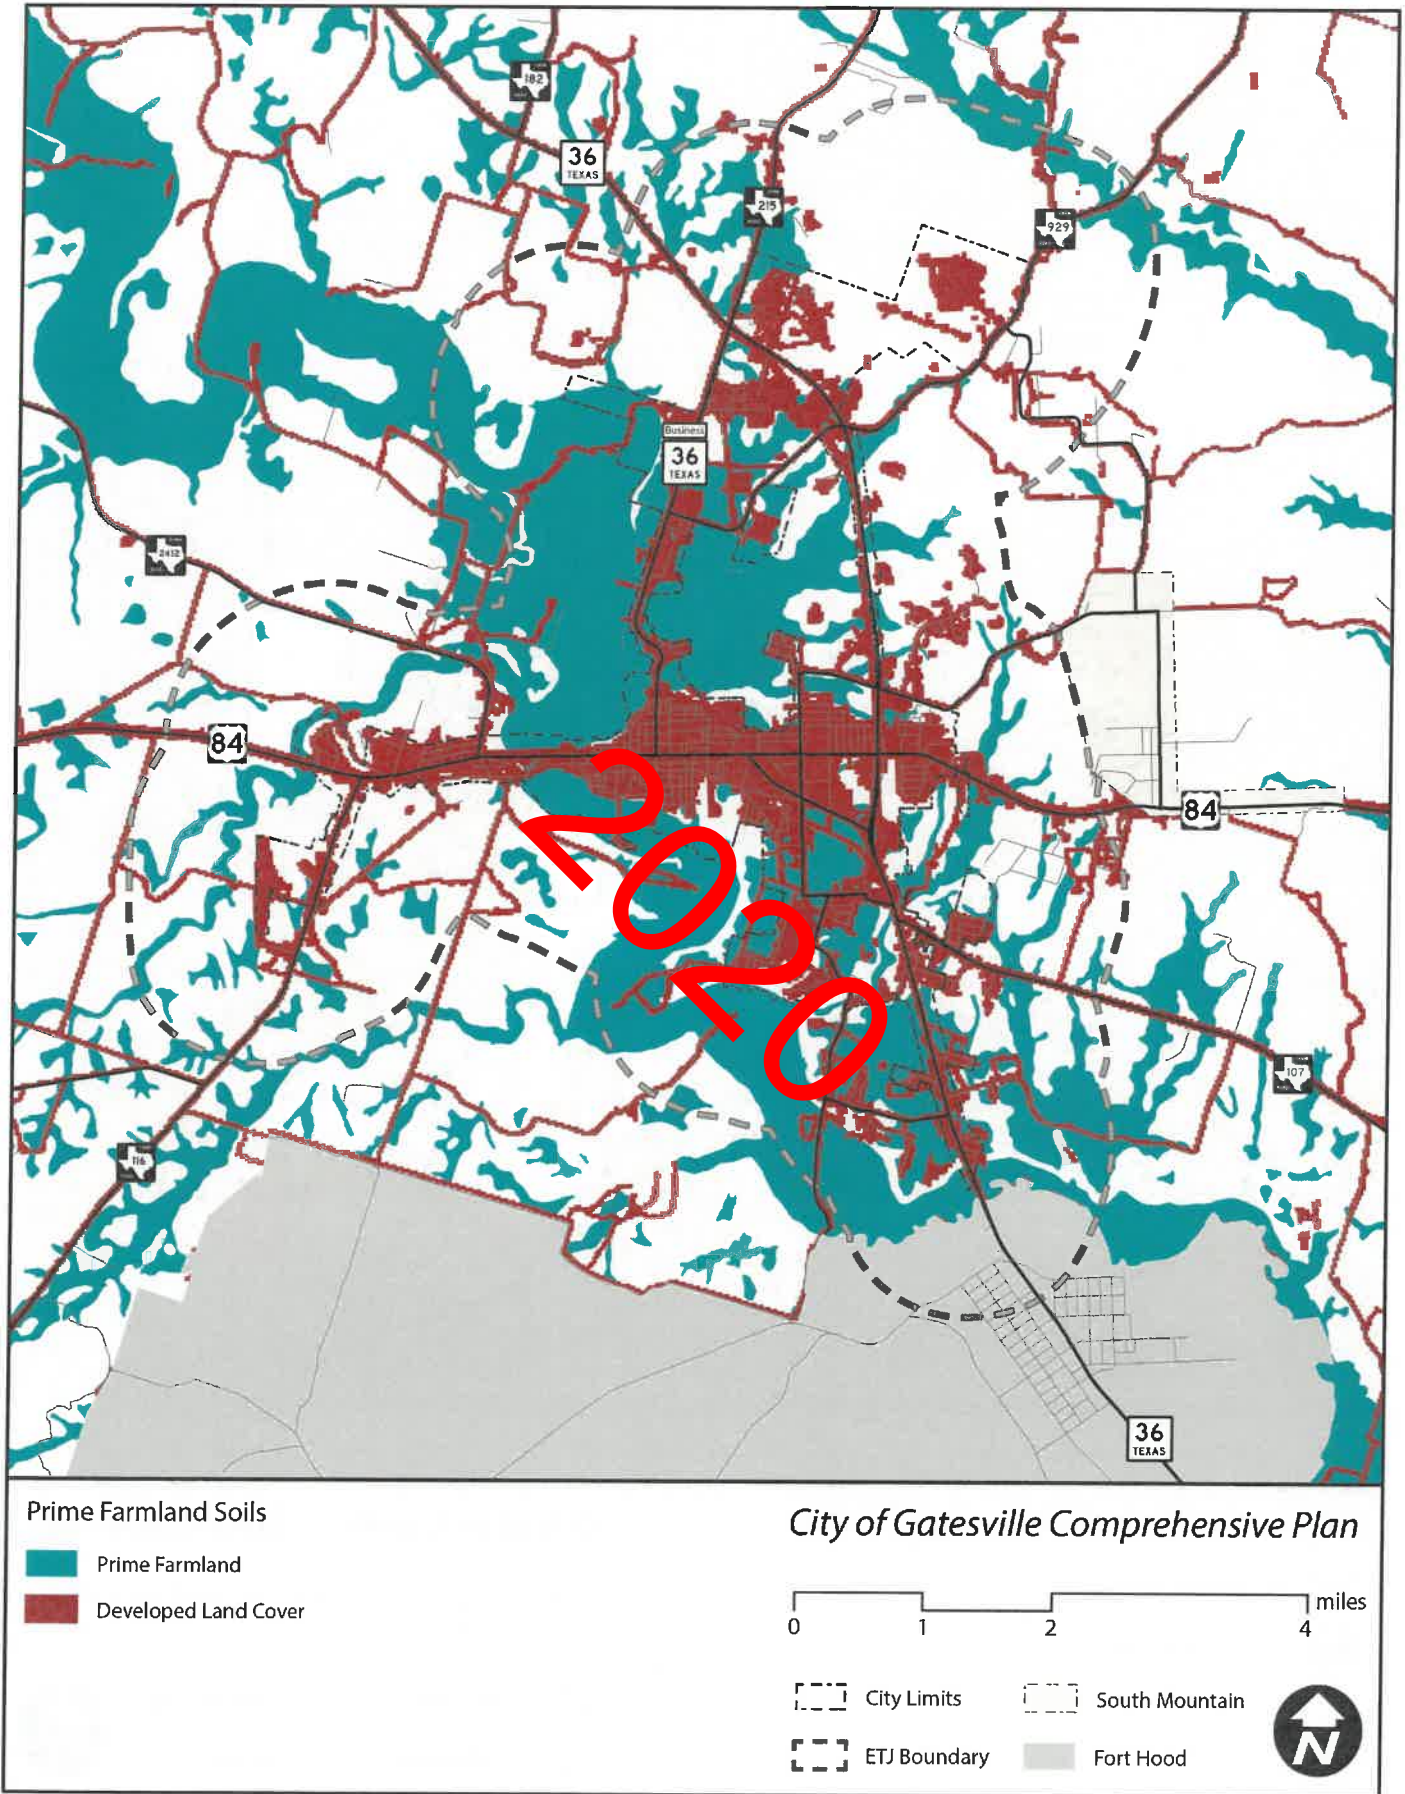 182
36
TEXAS
215
929
Business
36
TEXAS
2412
84
2020
84
107
116
36
TEXAS
Prime Farmland Soils
Prime Farmland
Developed Land Cover
City of Gatesville Comprehensive Plan
miles
0 1 2 4
City Limits
South Mountain
ETJ Boundary
Fort Hood
N